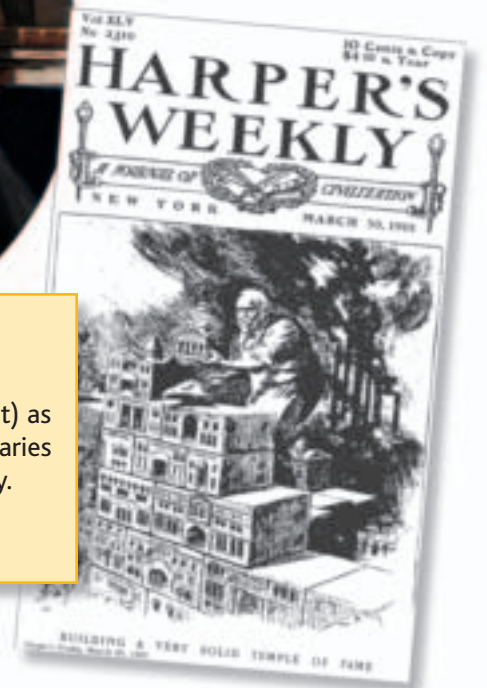 Vol XLV
No 2310
10 Cents a Copy
$4 00 a Year
HARPER'S
WEEKLY
A JOURNAL OF
CIVILIZATION
NEW YORK
MARCH 30,
t) as
aries
y.
BUILDING A VERY SOLID TEMPLE OF FAME